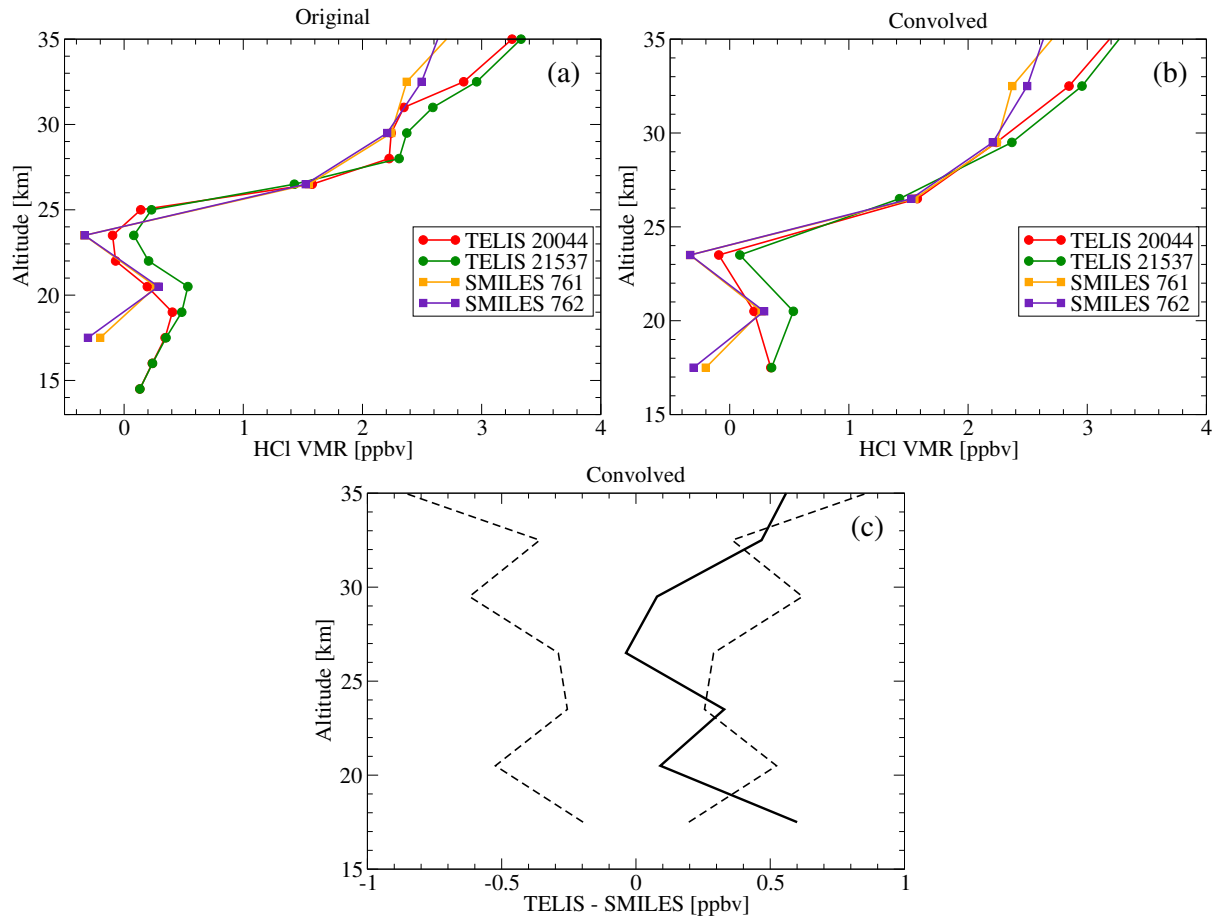 Original
Convolved
35
30
25
20
15
Altitude [km]
(a)
TELIS 20044
TELIS 21537
SMILES 761
SMILES 762
0
1
2
3
4
HCl VMR [ppbv]
35
30
25
20
15
Altitude [km]
(b)
TELIS 20044
TELIS 21537
SMILES 761
SMILES 762
0
1
2
3
4
HCl VMR [ppbv]
Convolved
35
30
25
20
15
Altitude [km]
(c)
-1
-0.5
0
0.5
1
TELIS - SMILES [ppbv]